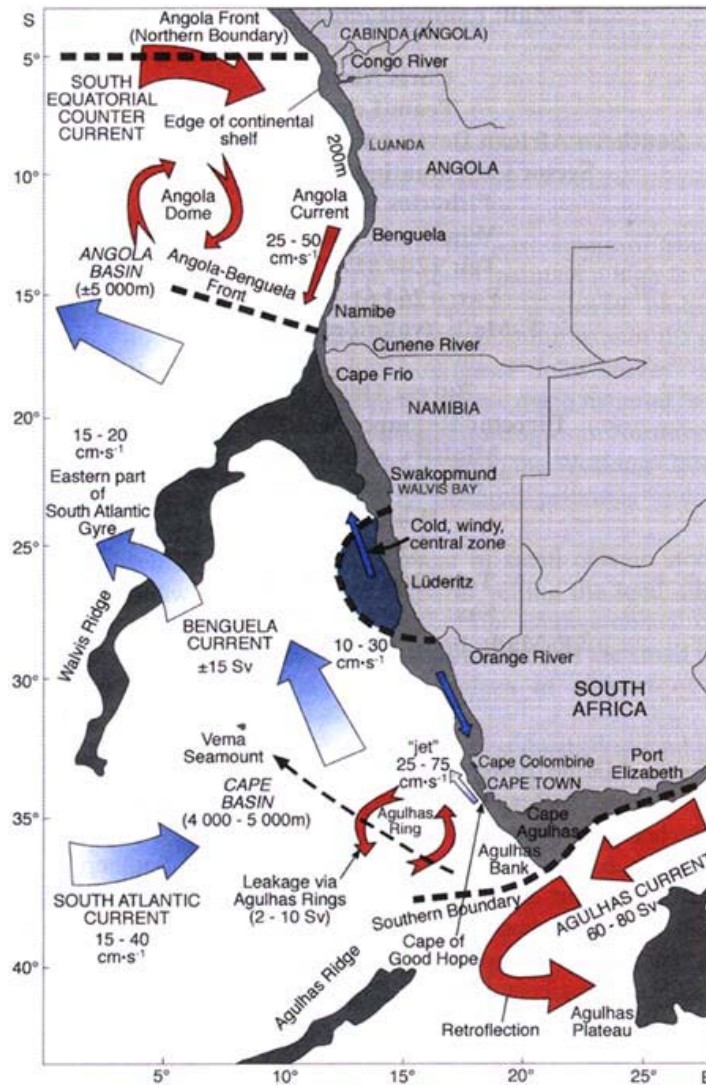 S
Angola Front
(Northern Boundary)
CABINDA (ANGOLA)
5°
Congo River
SOUTH
EQUATORIAL
COUNTER
CURRENT
Edge of continental
shelf
200m
LUANDA
ANGOLA
10°
Angola
Dome
Angola
Current
25 - 50
cm·s⁻¹
Benguela
ANGOLA
BASIN
(±5 000m)
Angola-Benguela
Front
15°
Namibe
Cunene River
Cape Frio
NAMIBIA
20°
15 - 20
cm·s⁻¹
Eastern part
of
South Atlantic
Gyre
Swakopmund
WALVIS BAY
Cold, windy,
central zone
25°
Lüderitz
Walvis Ridge
BENGUELA
CURRENT
±15 Sv
10 - 30
cm·s⁻¹
Orange River
30°
SOUTH
AFRICA
Vema
Seamount
"jet"
25 - 75
cm·s⁻¹
Cape Colombine
CAPE TOWN
Port
Elizabeth
CAPE
BASIN
(4 000 - 5 000m)
35°
Agulhas
Ring
Cape
Agulhas
Agulhas
Bank
Leakage via
Agulhas Rings
(2 - 10 Sv)
SOUTH ATLANTIC
CURRENT
15 - 40
cm·s⁻¹
Southern Boundary
AGULHAS CURRENT
60 - 80 Sv
Cape of
Good Hope
40°
Agulhas Ridge
Retroflection
Agulhas
Plateau
5° 10° 15° 20° 25° E